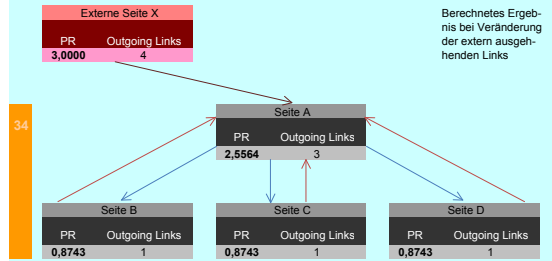 Externe Seite X
PR Outgoing Links
3,0000 4
Berechnetes Ergeb-
nis bei Veränderung
der extern ausge-
henden Links
34
Seite A
PR Outgoing Links
2,5564 3
Seite B
PR Outgoing Links
0,8743 1
Seite C
PR Outgoing Links
0,8743 1
Seite D
PR Outgoing Links
0,8743 1